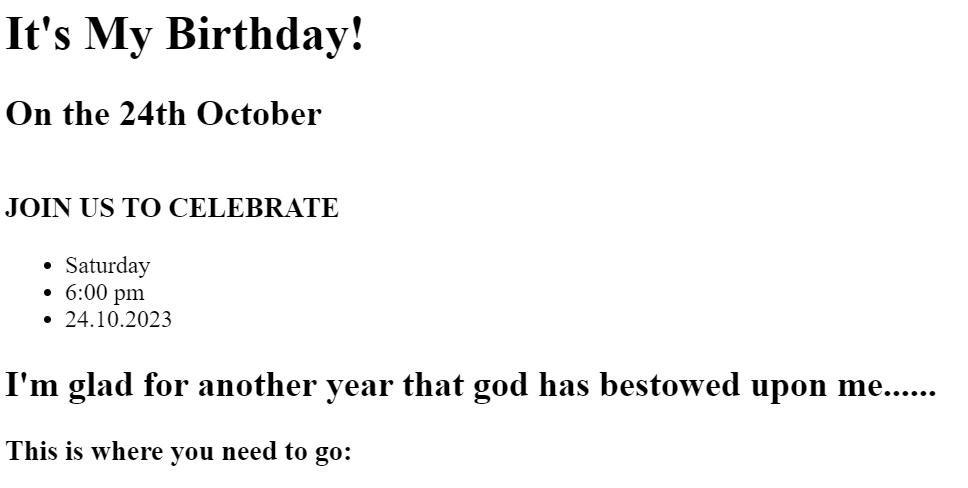 It's My Birthday!
On the 24th October
JOIN US TO CELEBRATE
• Saturday
• 6:00 pm
• 24.10.2023
I'm glad for another year that god has bestowed upon me......
This is where you need to go: